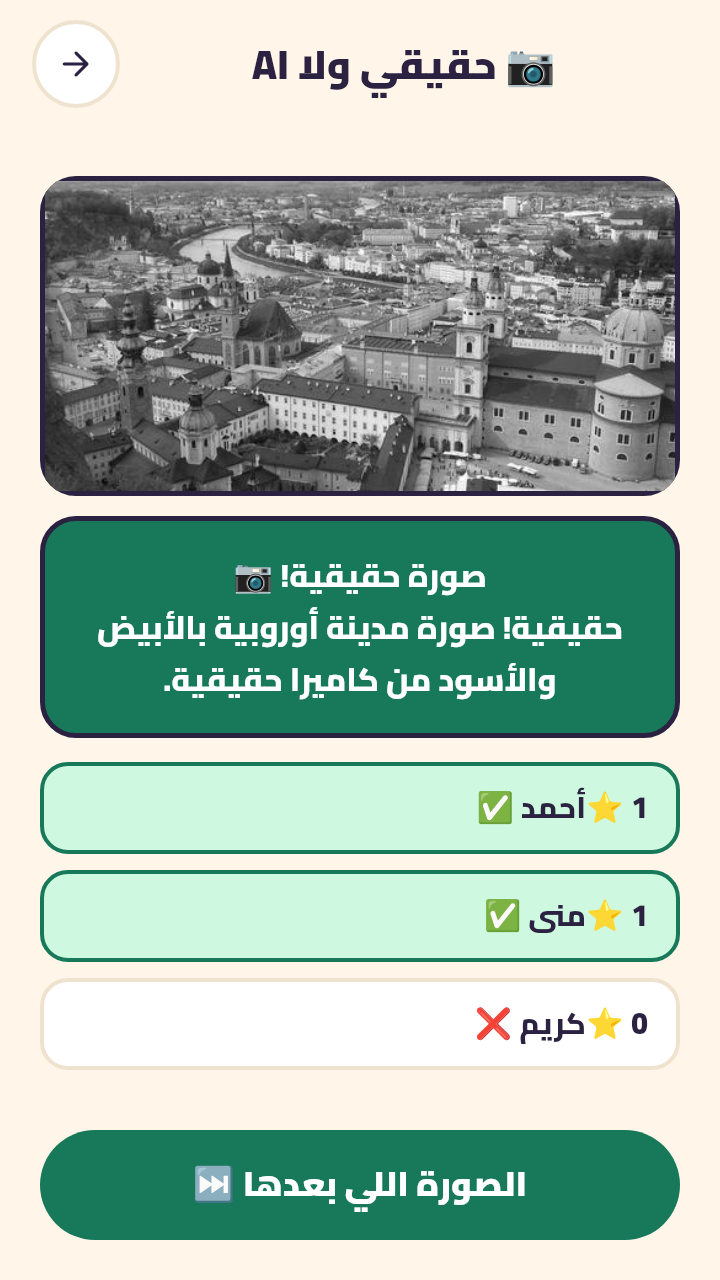 📷 حقيقي ولا AI
صورة حقيقية! 📷
حقيقية! صورة مدينة أوروبية بالأبيض
والأسود من كاميرا حقيقية.
1 ⭐ أحمد ✅
1 ⭐ منى ✅
0 ⭐ كريم ❌
الصورة اللي بعدها ⏭️